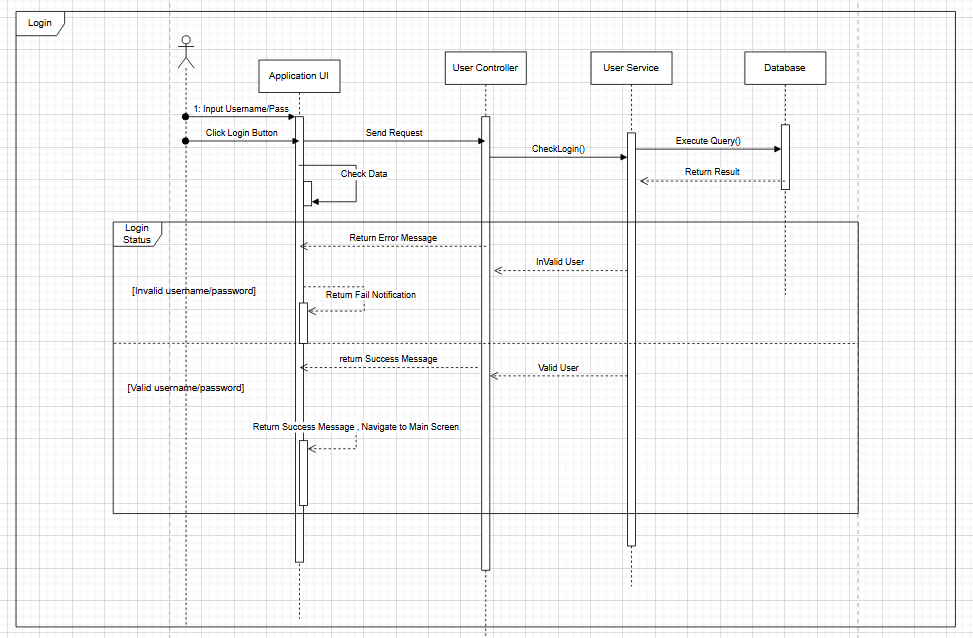 Login
Application UI
User Controller
User Service
Database
1: Input Username/Pass
Click Login Button
Send Request
CheckLogin()
Execute Query()
Return Result
Check Data
Login
Status
Return Error Message
InValid User
[Invalid username/password]
Return Fail Notification
return Success Message
Valid User
[Valid username/password]
Return Success Message , Navigate to Main Screen